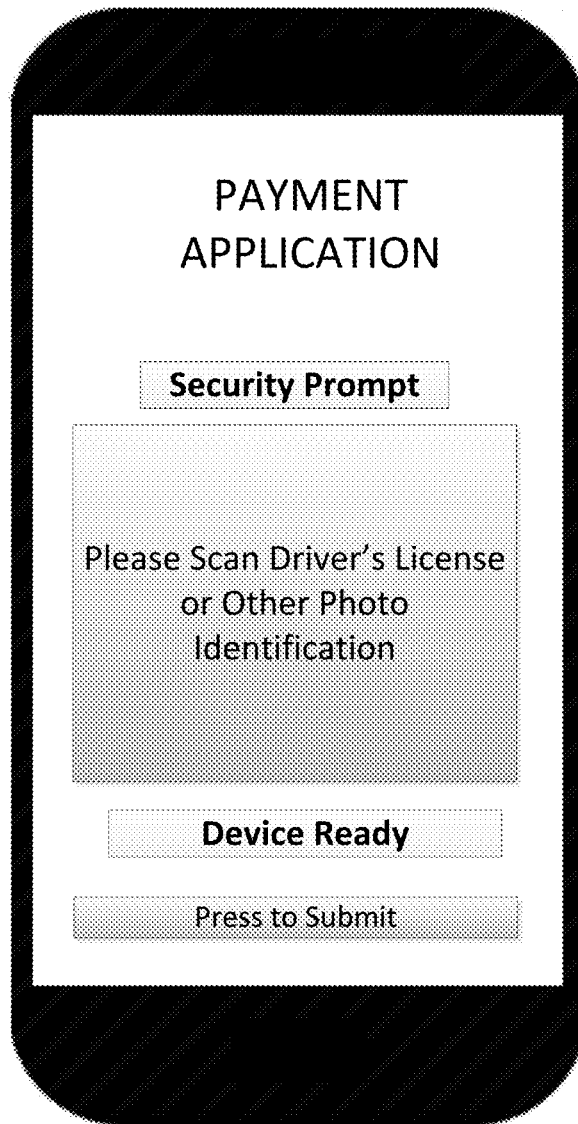 PAYMENT
APPLICATION
Security Prompt
Please Scan Driver’s License
or Other Photo
Identification
Device Ready
Press to Submit